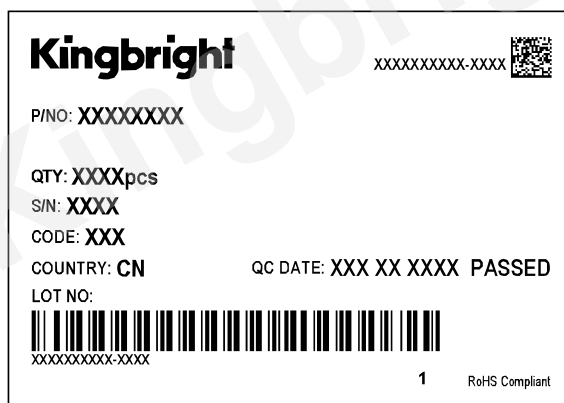 Kingbright
XXXXXXXXXX-XXXX
P/NO: XXXXXXXX
QTY: XXXXpcs
S/N: XXXX
CODE: XXX
COUNTRY: CN QC DATE: XXX XX XXXX PASSED
LOT NO:
XXXXXXXXXX-XXXX
1 RoHS Compliant